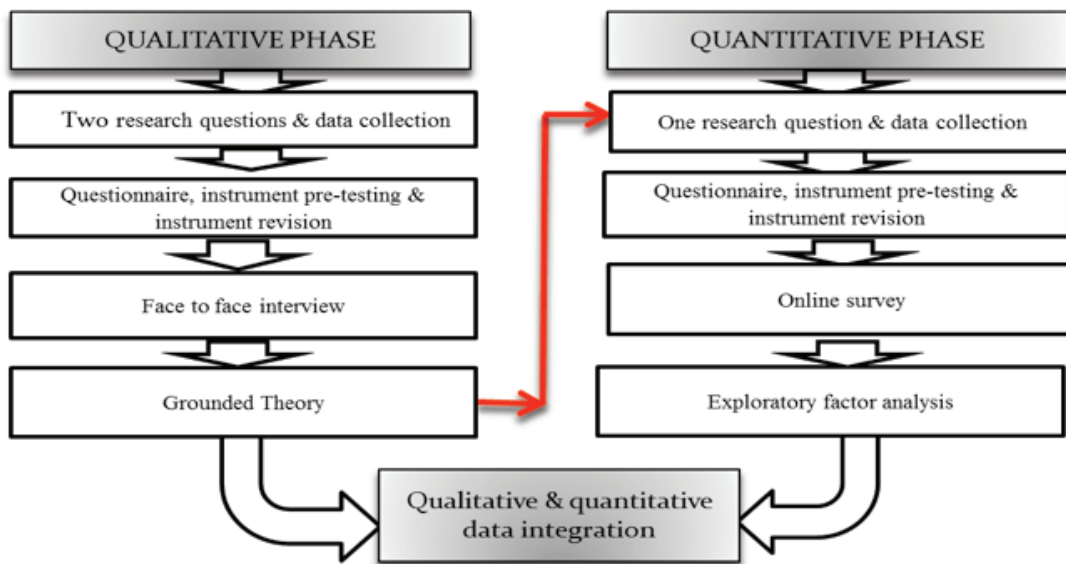 QUALITATIVE PHASE
Two research questions & data collection
Questionnaire, instrument pre-testing &
instrument revision
Face to face interview
Grounded Theory
QUANTITATIVE PHASE
One research question & data collection
Questionnaire, instrument pre-testing &
instrument revision
Online survey
Exploratory factor analysis
Qualitative & quantitative
data integration